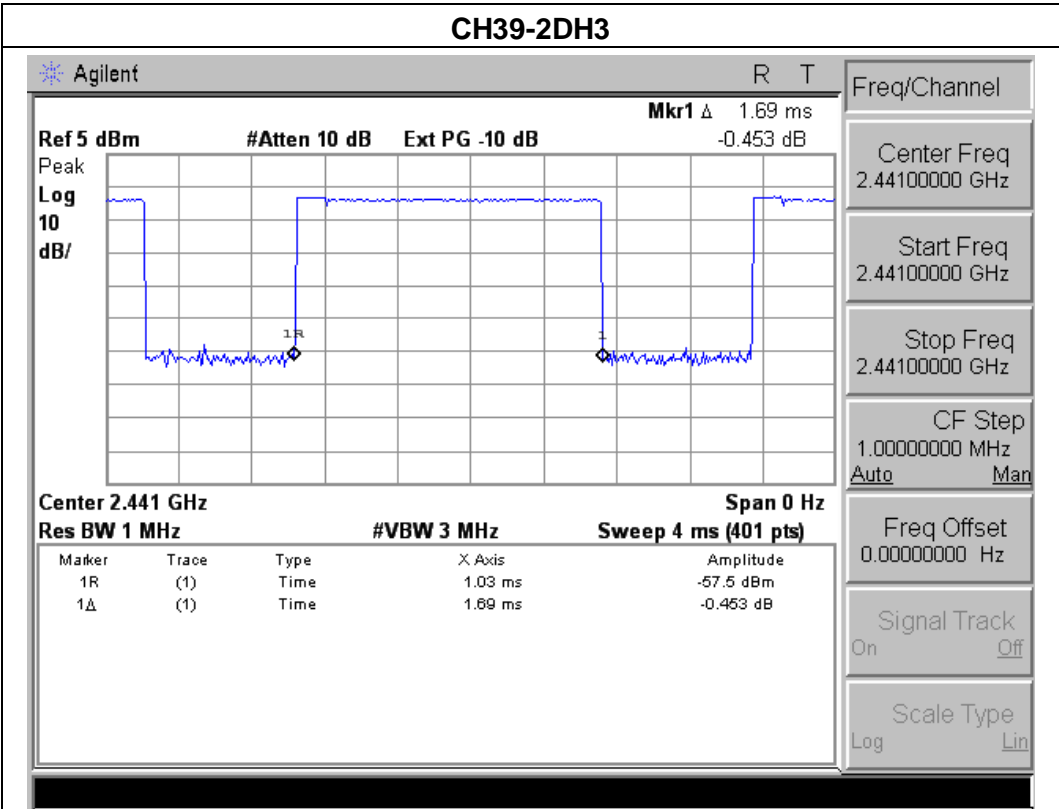 CH39-2DH3
Agilent R T
Mkr1 Δ 1.69 ms
Ref 5 dBm #Atten 10 dB Ext PG -10 dB -0.453 dB
Peak
Log
10
dB/
1R
1
Center 2.441 GHz Span 0 Hz
Res BW 1 MHz #VBW 3 MHz Sweep 4 ms (401 pts)
Marker Trace Type X Axis Amplitude
1R (1) Time 1.03 ms -57.5 dBm
1Δ (1) Time 1.69 ms -0.453 dB
Freq/Channel
Center Freq
2.44100000 GHz
Start Freq
2.44100000 GHz
Stop Freq
2.44100000 GHz
CF Step
1.00000000 MHz
Auto Man
Freq Offset
0.00000000 Hz
Signal Track
On Off
Scale Type
Log Lin